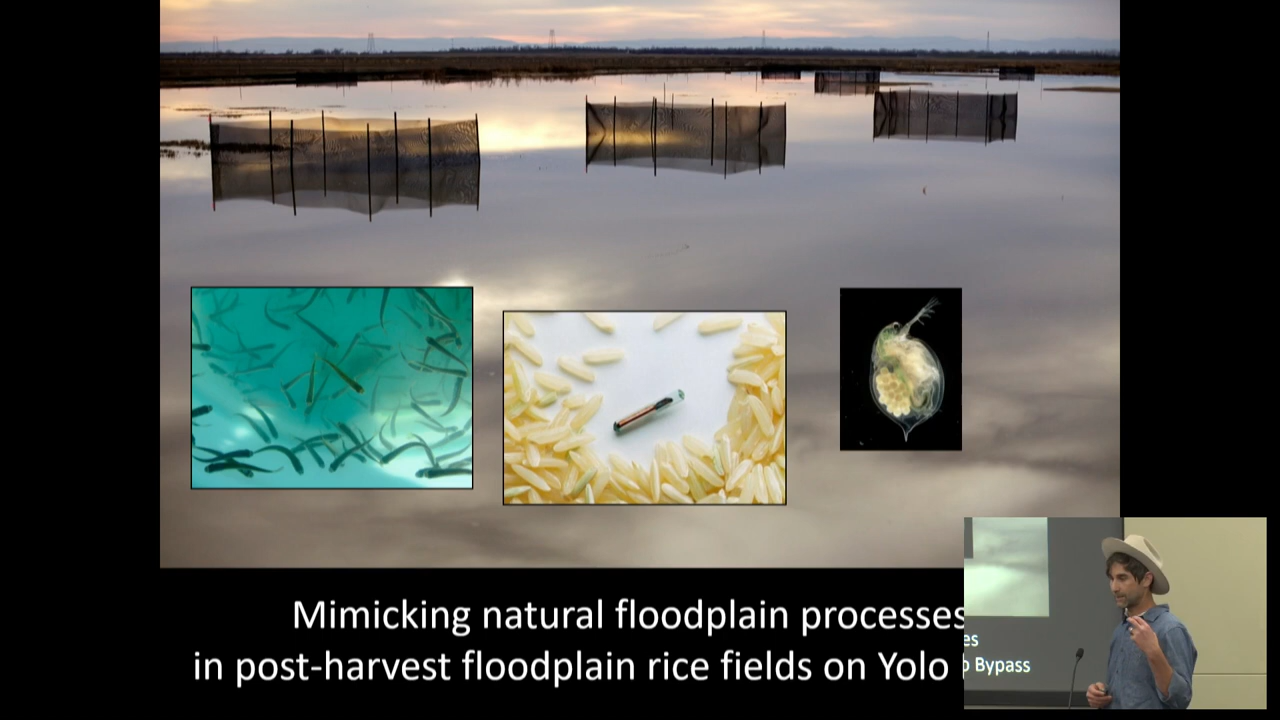 Mimicking natural floodplain processes
in post-harvest floodplain rice fields on Yolo
es
Bypass